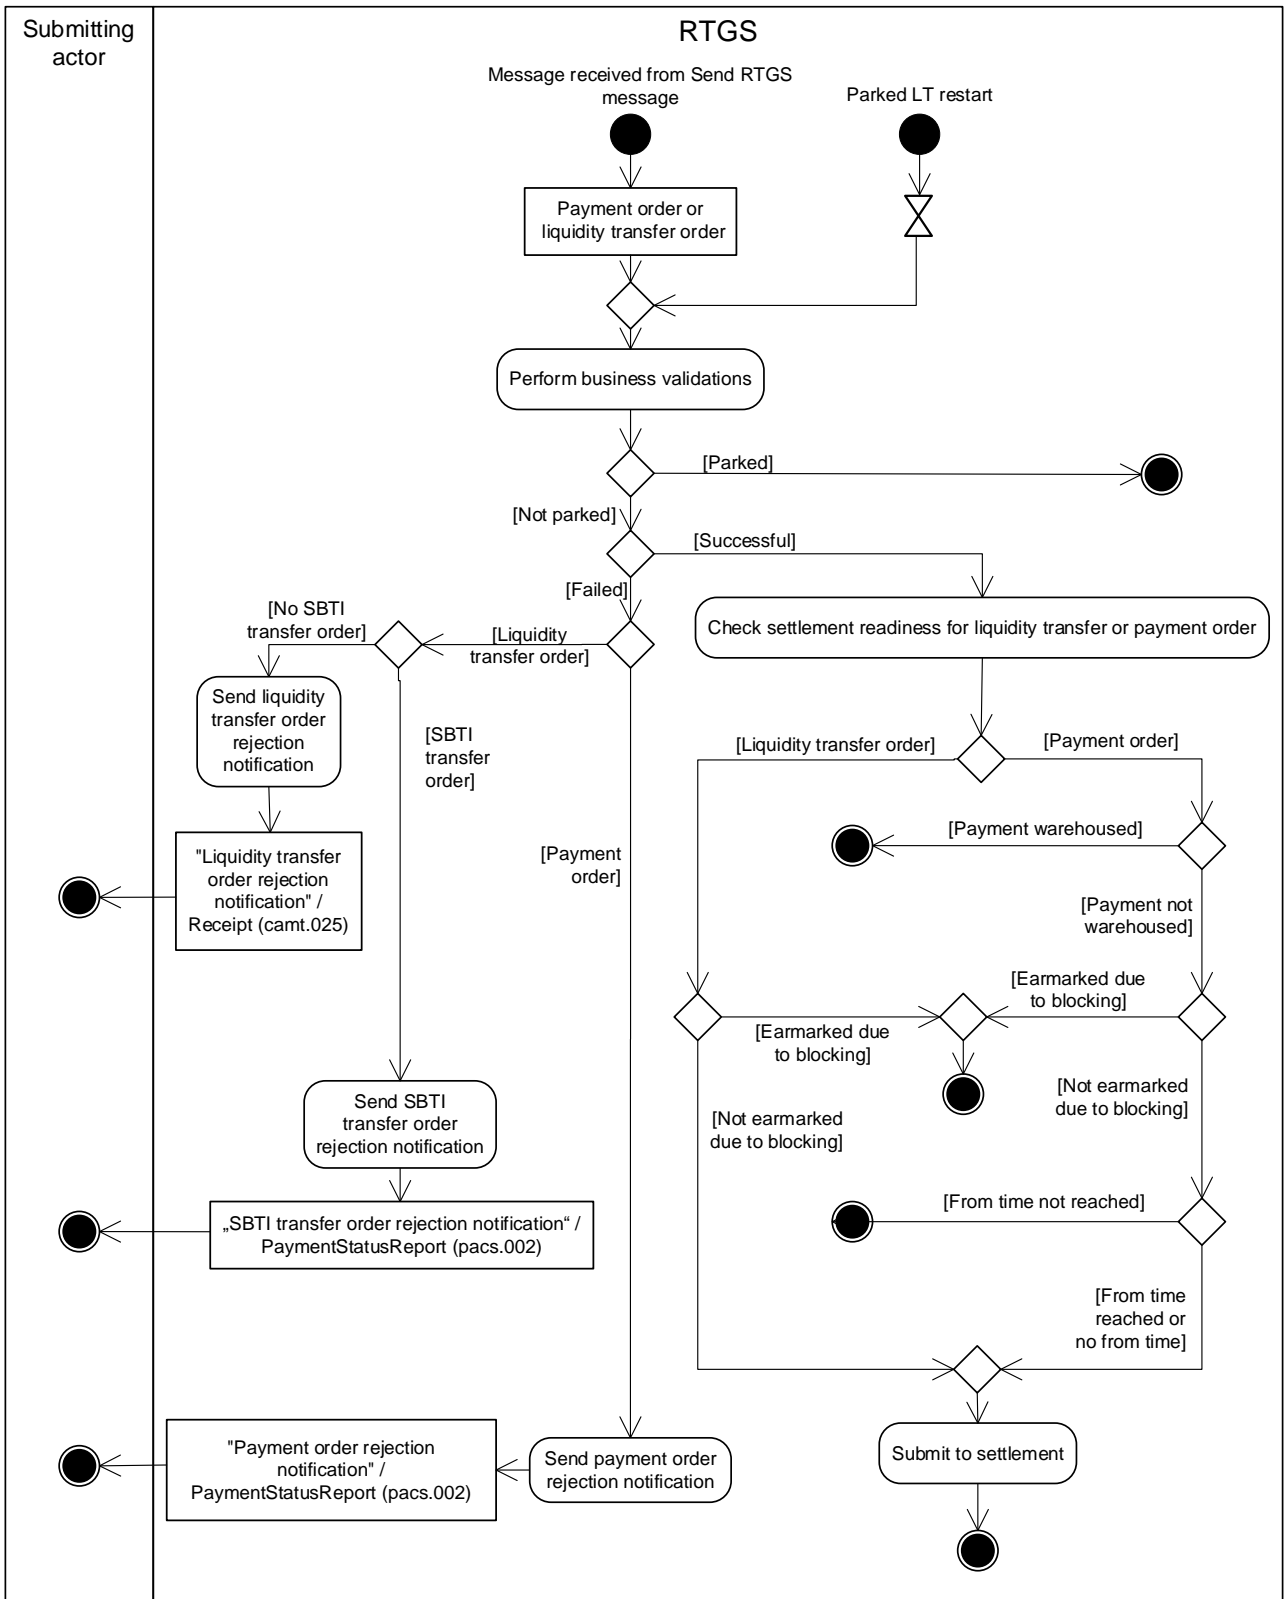 Submitting
actor
RTGS
Message received from Send RTGS
message
Parked LT restart
Payment order or
liquidity transfer order
Perform business validations
[Parked]
[Not parked]
[Successful]
[Failed]
[No SBTI
transfer order]
[Liquidity
transfer order]
Check settlement readiness for liquidity transfer or payment order
Send liquidity
transfer order
rejection
notification
[SBTI
transfer
order]
[Liquidity transfer order]
[Payment order]
[Payment warehoused]
"Liquidity transfer
order rejection
notification" /
Receipt (camt.025)
[Payment
order]
[Payment not
warehoused]
[Earmarked due
to blocking]
[Earmarked due
to blocking]
[Not earmarked
due to blocking]
[Not earmarked
due to blocking]
Send SBTI
transfer order
rejection notification
[From time not reached]
„SBTI transfer order rejection notification“ /
PaymentStatusReport (pacs.002)
[From time
reached or
no from time]
"Payment order rejection
notification" /
PaymentStatusReport (pacs.002)
Send payment order
rejection notification
Submit to settlement